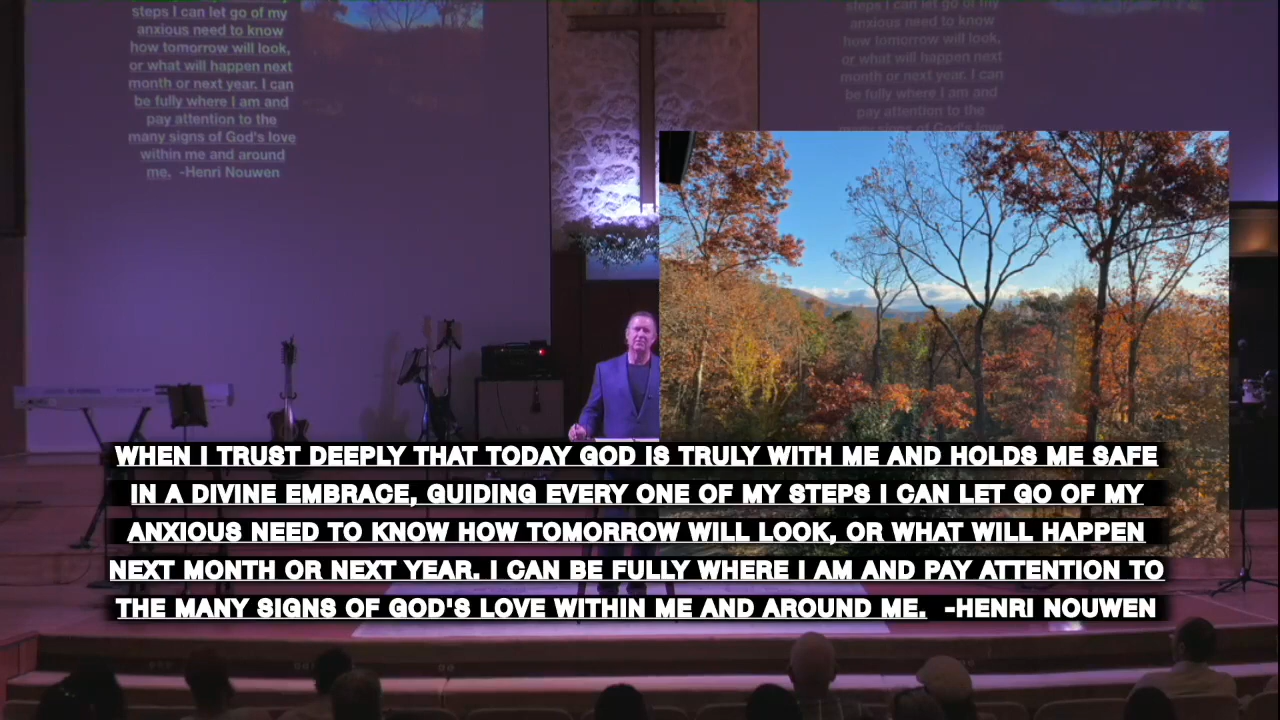 steps I can let go of my
anxious need to know
how tomorrow will look,
or what will happen next
month or next year. I can
be fully where I am and
pay attention to the
many signs of God's love
within me and around
me. -Henri Nouwen
steps I can let go of my
anxious need to know
how tomorrow will look,
or what will happen next
month or next year. I can
be fully where I am and
pay attention to the
many signs of God's love
WHEN I TRUST DEEPLY THAT TODAY GOD IS TRULY WITH ME AND HOLDS ME SAFE
IN A DIVINE EMBRACE, GUIDING EVERY ONE OF MY STEPS I CAN LET GO OF MY
ANXIOUS NEED TO KNOW HOW TOMORROW WILL LOOK, OR WHAT WILL HAPPEN
NEXT MONTH OR NEXT YEAR. I CAN BE FULLY WHERE I AM AND PAY ATTENTION TO
THE MANY SIGNS OF GOD'S LOVE WITHIN ME AND AROUND ME. -HENRI NOUWEN